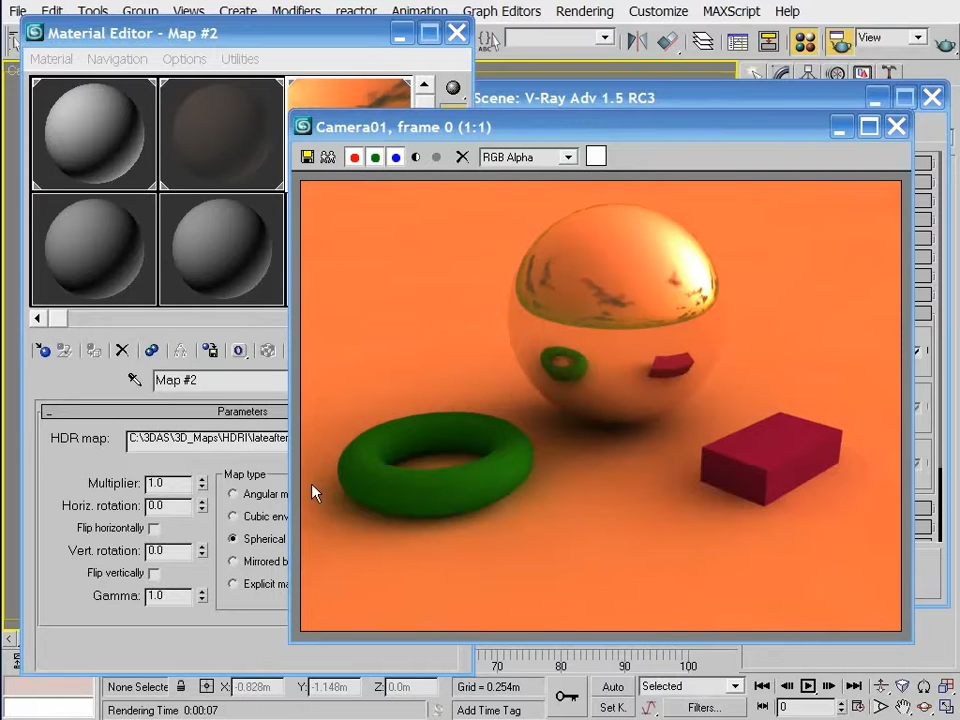 File Edit Tools Group Views Create Modifiers reactor Animation Graph Editors Rendering Customize MAXScript Help
Material Editor - Map #2
ABC
View
Material Navigation Options Utilities
Scene: V-Ray Adv 1.5 RC3
Camera01, frame 0 (1:1)
RGB Alpha
Map #2
Parameters
HDR map: C:\3DAS\3D_Maps\HDRI\lateafter
Map type
Multiplier: 1.0
Angular m
Horiz. rotation: 0.0
Cubic env
Flip horizontally
Spherical
Vert. rotation: 0.0
Mirrored b
Flip vertically
Explicit ma
Gamma: 1.0
70 80 90 100
None Selecte X: -0.828m Y: -1.148m Z: 0.0m Grid = 0.254m Auto Selected
Rendering Time 0:00:07 Add Time Tag Set K. Filters... 0